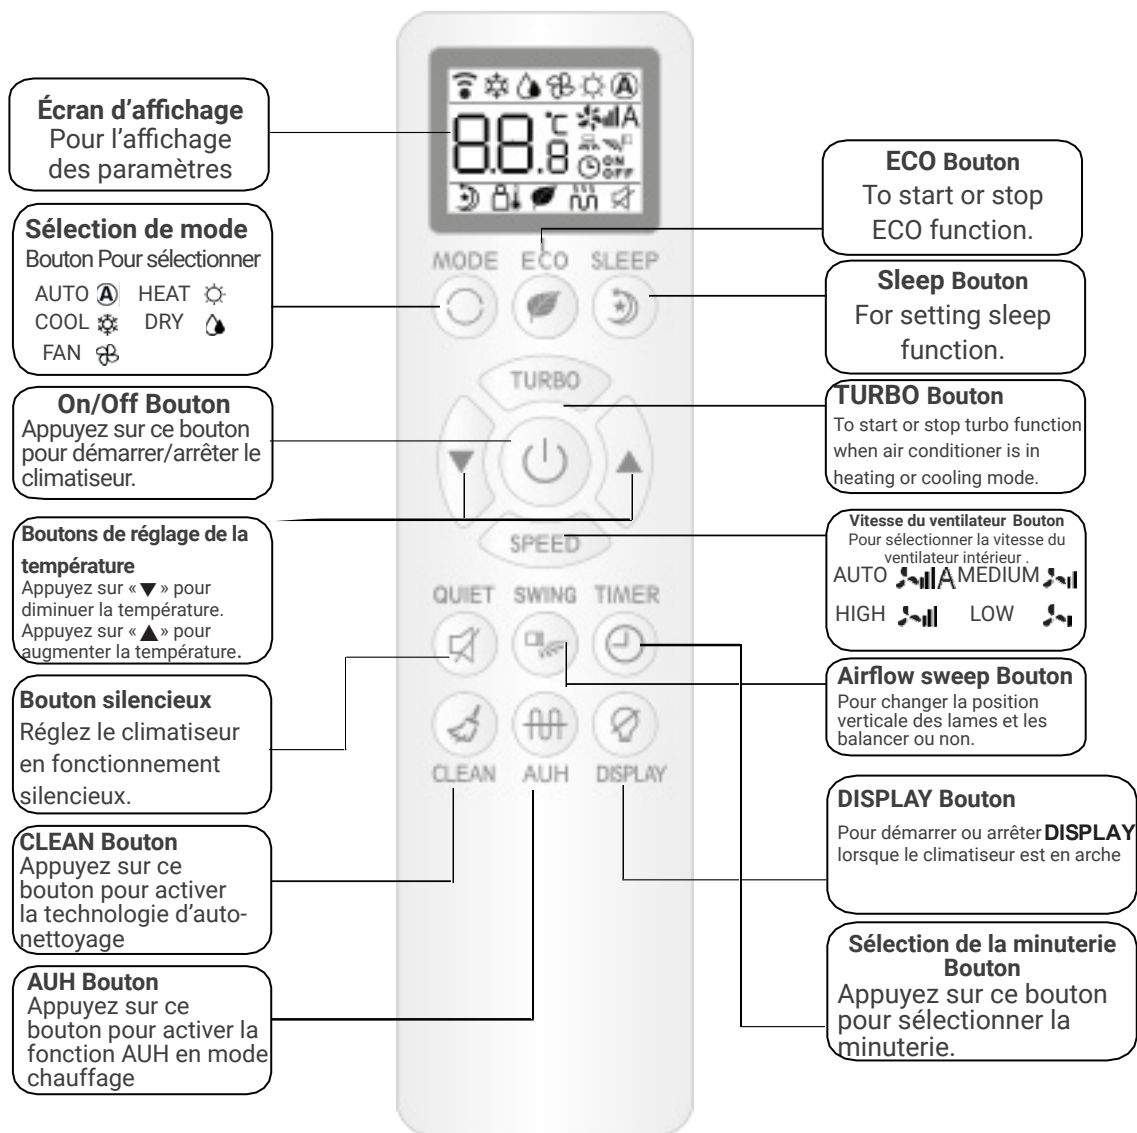 Écran d’affichage
Pour l’affichage
des paramètres
Sélection de mode
Bouton Pour sélectionner
AUTO A HEAT
COOL DRY
FAN
On/Off Bouton
Appuyez sur ce bouton
pour démarrer/arrêter le
climatiseur.
Boutons de réglage de la
température
Appuyez sur « ▼ » pour
diminuer la température.
Appuyez sur « ▲ » pour
augmenter la température.
Bouton silencieux
Réglez le climatiseur
en fonctionnement
silencieux.
CLEAN Bouton
Appuyez sur ce
bouton pour activer
la technologie d’auto-
nettoyage
AUH Bouton
Appuyez sur ce
bouton pour activer la
fonction AUH en mode
chauffage
A
88.8 °C A
ON
OFF
MODE ECO SLEEP
TURBO
▼ ▲
SPEED
QUIET SWING TIMER
CLEAN AUH DISPLAY
ECO Bouton
To start or stop
ECO function.
Sleep Bouton
For setting sleep
function.
TURBO Bouton
To start or stop turbo function
when air conditioner is in
heating or cooling mode.
Vitesse du ventilateur Bouton
Pour sélectionner la vitesse du
ventilateur intérieur .
AUTO A MEDIUM
HIGH LOW
Airflow sweep Bouton
Pour changer la position
verticale des lames et les
balancer ou non.
DISPLAY Bouton
Pour démarrer ou arrêter DISPLAY
lorsque le climatiseur est en arche
Sélection de la minuterie
Bouton
Appuyez sur ce bouton
pour sélectionner la
minuterie.